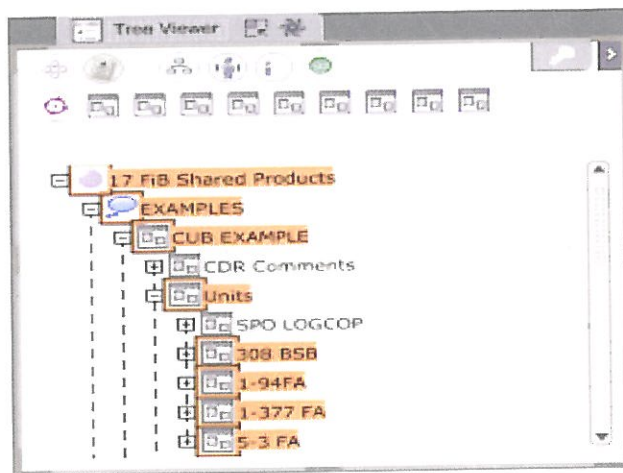 Tree Viewer
17 FiB Shared Products
EXAMPLES
CUB EXAMPLE
CDR Comments
Units
SPO LOGCOP
308 BSB
1-94FA
1-377 FA
5-3 FA